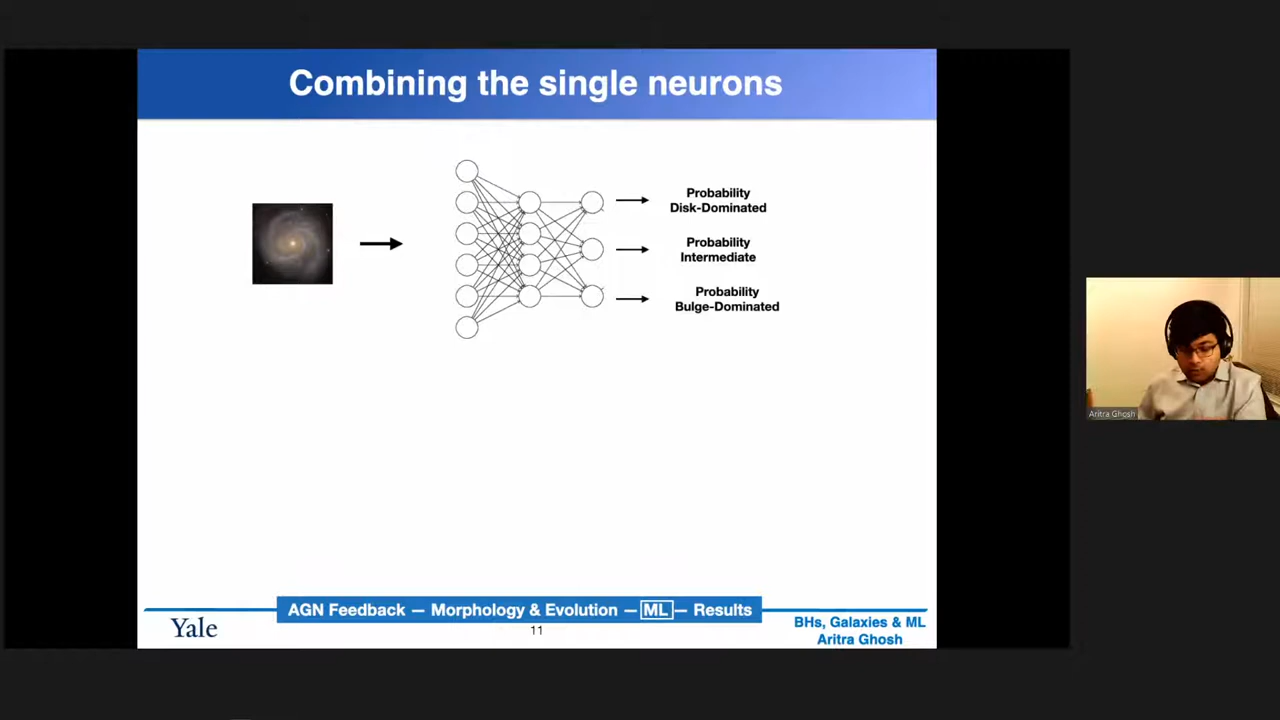 Combining the single neurons
Probability
Disk-Dominated
Probability
Intermediate
Probability
Bulge-Dominated
Aritra Ghosh
AGN Feedback — Morphology & Evolution — ML — Results
Yale
11
BHs, Galaxies & ML
Aritra Ghosh